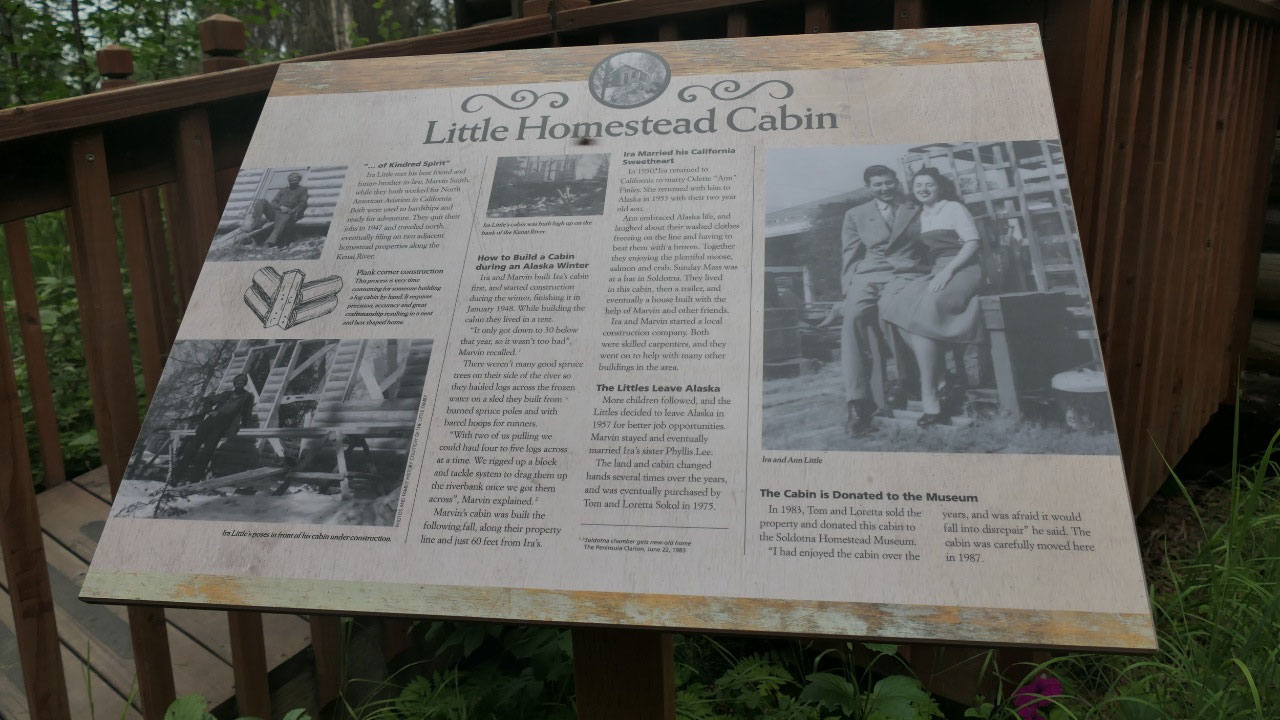 Little Homestead Cabin
"... of Kindred Spirit"
Ira Little met his best friend and
future brother in-law, Marvin Smith,
while they both worked for North
American Aviation in California.
Both were used to hardships and
ready for adventure. They quit their
jobs in 1947 and traveled north,
eventually filing on two adjacent
homestead properties along the
Kenai River.
Plank corner construction
This process is very time
consuming for someone building
a log cabin by hand. It requires
precision, accuracy and great
craftsmanship resulting in a neat
and box shaped home.
Ira Little's poses in front of his cabin under construction.
Ira Little's cabin was built high up on the
bank of the Kenai River.
How to Build a Cabin
during an Alaska Winter
Ira and Marvin built Ira's cabin
first, and started construction
during the winter, finishing it in
January 1948. While building the
cabin they lived in a tent.
"It only got down to 30 below
that year, so it wasn't too bad",
Marvin recalled.
There weren't many good spruce
trees on their side of the river so
they hauled logs across the frozen
water on a sled they built from
burned spruce poles and with
barrel hoops for runners.
"With two of us pulling we
could haul four to five logs across
at a time. We rigged up a block
and tackle system to drag them up
the riverbank once we got them
across", Marvin explained.
Marvin's cabin was built the
following fall, along their property
line and just 60 feet from Ira's.
Ira Married his California
Sweetheart
In 1950 Ira returned to
California to marry Odette "Ann"
Finley. She returned with him to
Alaska in 1953 with their two year
old son.
Ann embraced Alaska life, and
laughed about their washed clothes
freezing on the line and having to
beat them with a broom. Together
they enjoying the plentiful moose,
salmon and crab. Sunday Mass was
at a bar in Soldotna. They lived
in this cabin, then a trailer, and
eventually a house built with the
help of Marvin and other friends.
Ira and Marvin started a local
construction company. Both
were skilled carpenters, and they
went on to help with many other
buildings in the area.
The Littles Leave Alaska
More children followed, and the
Littles decided to leave Alaska in
1957 for better job opportunities.
Marvin stayed and eventually
married Ira's sister Phyllis Lee.
The land and cabin changed
hands several times over the years,
and was eventually purchased by
Tom and Loretta Sokol in 1975.
Soldotna chamber gets new-old home
The Peninsula Clarion, June 22, 1983
Ira and Ann Little
The Cabin is Donated to the Museum
In 1983, Tom and Loretta sold the
property and donated this cabin to
the Soldotna Homestead Museum.
"I had enjoyed the cabin over the
years, and was afraid it would
fall into disrepair" he said. The
cabin was carefully moved here
in 1987.